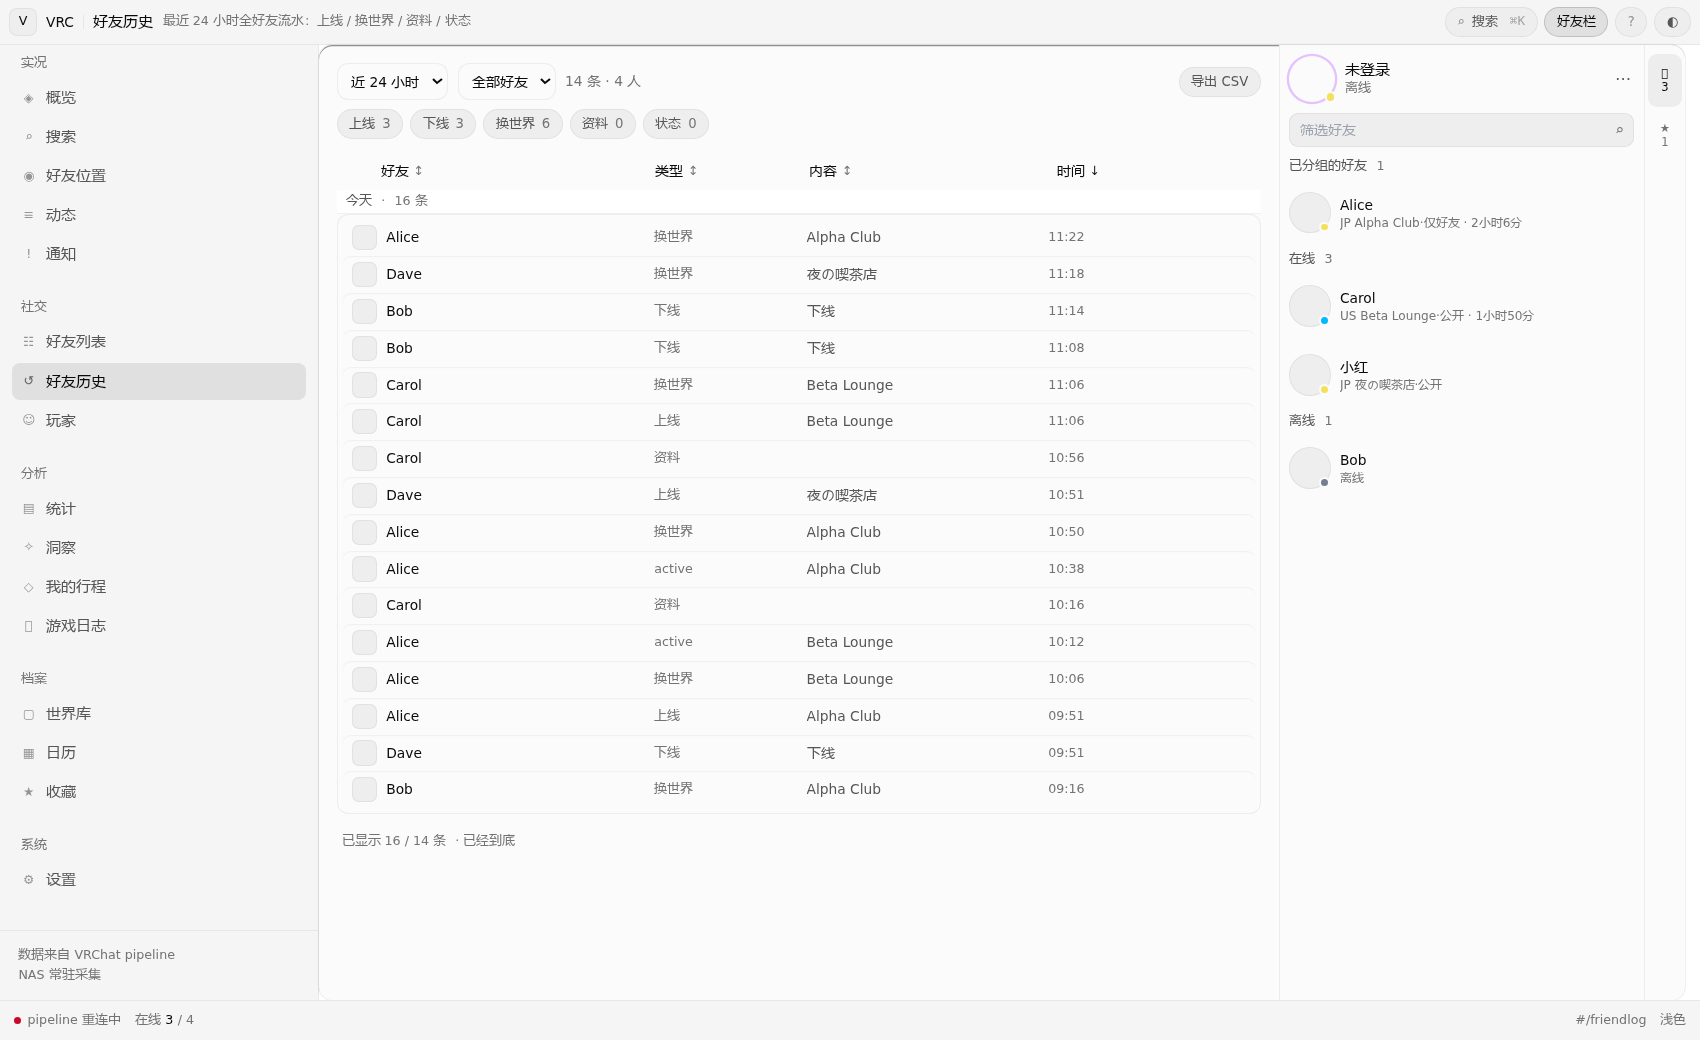 V VRC 好友历史 最近 24 小时全好友流水：上线 / 换世界 / 资料 / 状态 搜索 ⌘K 好友栏 ?
实况
概览
搜索
好友位置
动态
通知
社交
好友列表
好友历史
玩家
分析
统计
洞察
我的行程
游戏日志
档案
世界库
日历
收藏
系统
设置
数据来自 VRChat pipeline
NAS 常驻采集
近 24 小时 全部好友 14 条 · 4 人 导出 CSV
上线 3 下线 3 换世界 6 资料 0 状态 0
好友 ↕ 类型 ↕ 内容 ↕ 时间 ↓
今天 · 16 条
Alice 换世界 Alpha Club 11:22
Dave 换世界 夜の喫茶店 11:18
Bob 下线 下线 11:14
Bob 下线 下线 11:08
Carol 换世界 Beta Lounge 11:06
Carol 上线 Beta Lounge 11:06
Carol 资料 10:56
Dave 上线 夜の喫茶店 10:51
Alice 换世界 Alpha Club 10:50
Alice active Alpha Club 10:38
Carol 资料 10:16
Alice active Beta Lounge 10:12
Alice 换世界 Beta Lounge 10:06
Alice 上线 Alpha Club 09:51
Dave 下线 下线 09:51
Bob 换世界 Alpha Club 09:16
已显示 16 / 14 条 · 已经到底
未登录 ⋯
离线
筛选好友
已分组的好友 1
Alice
JP Alpha Club·仅好友 · 2小时6分
在线 3
Carol
US Beta Lounge·公开 · 1小时50分
小红
JP 夜の喫茶店·公开
离线 1
Bob
离线
3
★
1
pipeline 重连中 在线 3 / 4 #/friendlog 浅色